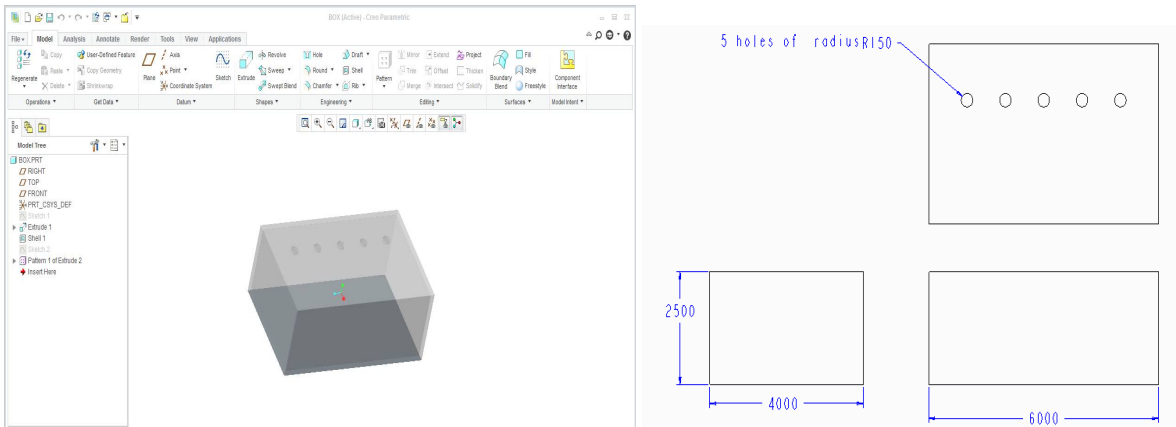 BOX (Active) - Creo Parametric
File Model Analysis Annotate Render Tools View Applications
Regenerate
Copy
Paste
Delete
User-Defined Feature
Copy Geometry
Shrinkwrap
Plane
Axis
Point
Coordinate System
Sketch
Extrude
Revolve
Sweep
Swept Blend
Hole
Round
Chamfer
Draft
Shell
Rib
Pattern
Mirror
Trim
Merge
Extend
Offset
Intersect
Project
Thicken
Solidify
Boundary Blend
Fill
Style
Freestyle
Component Interface
Operations Get Data Datum Shapes Engineering Editing Surfaces Model Intent
Model Tree
BOX.PRT
RIGHT
TOP
FRONT
PRT_CSYS_DEF
Sketch 1
Extrude 1
Shell 1
Sketch 2
Pattern 1 of Extrude 2
Insert Here
5 holes of radiusR150
2500
4000
6000